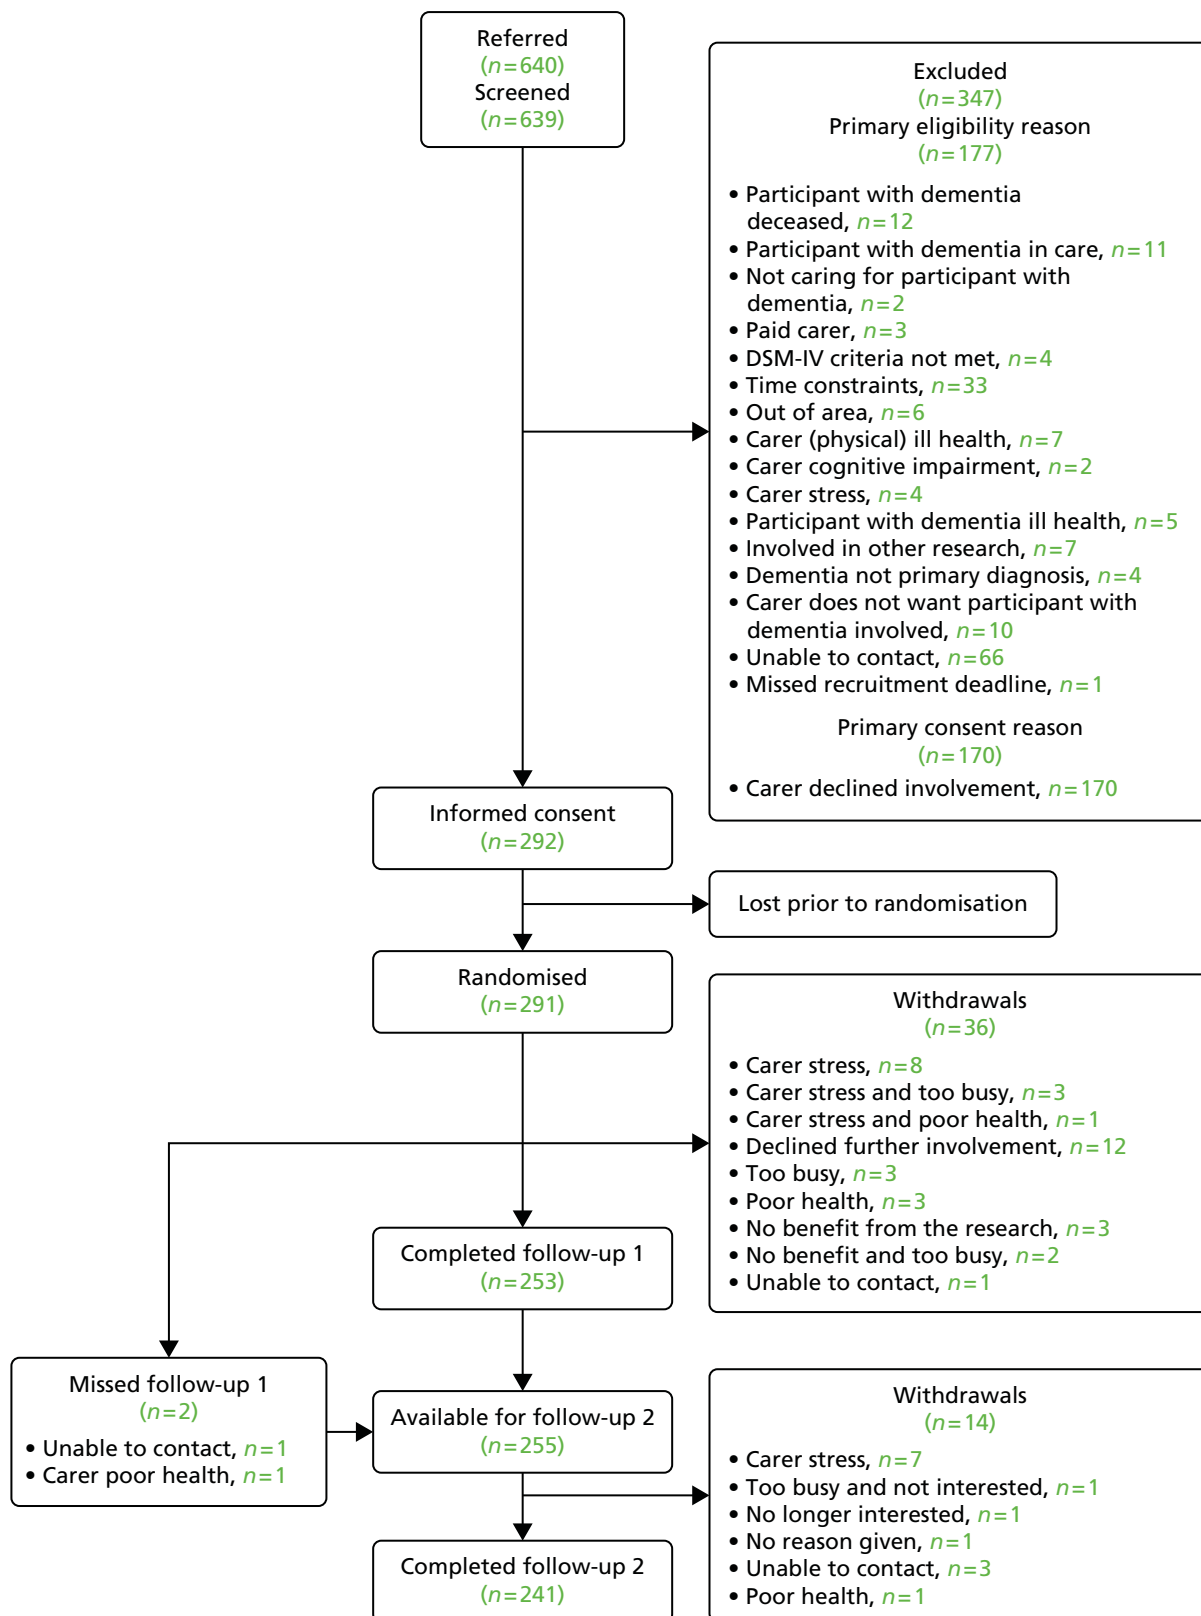 Referred
(n=640)
Screened
(n=639)
Excluded
(n=347)
Primary eligibility reason
(n=177)
• Participant with dementia
deceased, n=12
• Participant with dementia in care, n=11
• Not caring for participant with
dementia, n=2
• Paid carer, n=3
• DSM-IV criteria not met, n=4
• Time constraints, n=33
• Out of area, n=6
• Carer (physical) ill health, n=7
• Carer cognitive impairment, n=2
• Carer stress, n=4
• Participant with dementia ill health, n=5
• Involved in other research, n=7
• Dementia not primary diagnosis, n=4
• Carer does not want participant with
dementia involved, n=10
• Unable to contact, n=66
• Missed recruitment deadline, n=1
Primary consent reason
(n=170)
• Carer declined involvement, n=170
Informed consent
(n=292)
Lost prior to randomisation
Randomised
(n=291)
Withdrawals
(n=36)
• Carer stress, n=8
• Carer stress and too busy, n=3
• Carer stress and poor health, n=1
• Declined further involvement, n=12
• Too busy, n=3
• Poor health, n=3
• No benefit from the research, n=3
• No benefit and too busy, n=2
• Unable to contact, n=1
Completed follow-up 1
(n=253)
Missed follow-up 1
(n=2)
• Unable to contact, n=1
• Carer poor health, n=1
Available for follow-up 2
(n=255)
Withdrawals
(n=14)
• Carer stress, n=7
• Too busy and not interested, n=1
• No longer interested, n=1
• No reason given, n=1
• Unable to contact, n=3
• Poor health, n=1
Completed follow-up 2
(n=241)